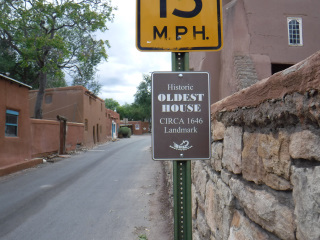 15
M.P.H.
Historic
OLDEST
HOUSE
CIRCA 1646
Landmark